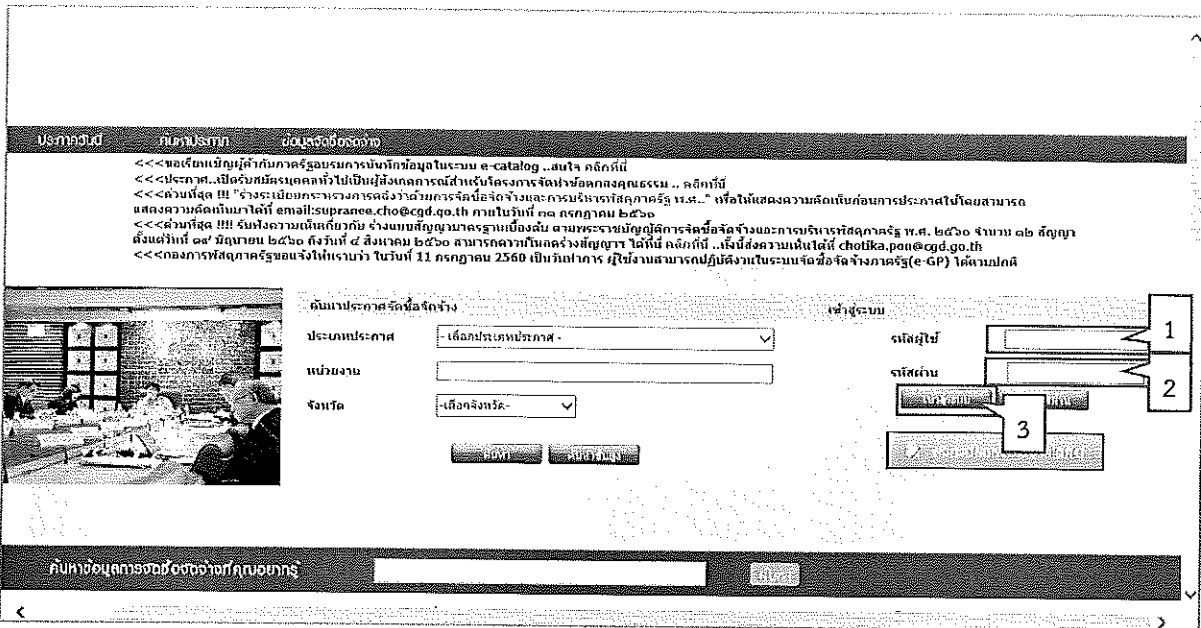 ประกาศวันนี้ ค้นหาประกาศ ข้อมูลจัดซื้อจัดจ้าง
<<<ขอเรียนเชิญผู้ค้ากับภาครัฐอบรมการบันทึกข้อมูลในระบบ e-catalog ..สนใจ คลิกที่นี่
<<<ประกาศ..เปิดรับสมัครบุคคลทั่วไปเป็นผู้สังเกตการณ์สำหรับโครงการจัดทำข้อตกลงคุณธรรม .. คลิกที่นี่
<<<ด่วนที่สุด !!! "ร่างระเบียบกระทรวงการคลังว่าด้วยการจัดซื้อจัดจ้างและการบริหารพัสดุภาครัฐ พ.ศ.." เพื่อให้แสดงความคิดเห็นก่อนการประกาศใช้โดยสามารถ
แสดงความคิดเห็นมาได้ที่ email:supranee.cho@cgd.go.th ภายในวันที่ ๓๑ กรกฎาคม ๒๕๖๐
<<<ด่วนที่สุด !!!! รับฟังความเห็นเกี่ยวกับ ร่างแบบสัญญามาตรฐานเบื้องต้น ตามพระราชบัญญัติการจัดซื้อจัดจ้างและการบริหารพัสดุภาครัฐ พ.ศ. ๒๕๖๐ จำนวน ๑๒ สัญญา
ตั้งแต่วันที่ ๑๙ มิถุนายน ๒๕๖๐ ถึงวันที่ ๔ สิงหาคม ๒๕๖๐ สามารถดาวน์โหลดร่างสัญญาฯ ได้ที่นี่ คลิกที่นี่ ..ทั้งนี้ส่งความเห็นได้ที่ chotika.pan@cgd.go.th
<<<กองการพัสดุภาครัฐขอแจ้งให้ทราบว่า ในวันที่ 11 กรกฎาคม 2560 เป็นวันทำการ ผู้ใช้งานสามารถปฏิบัติงานในระบบจัดซื้อจัดจ้างภาครัฐ(e-GP) ได้ตามปกติ
ค้นหาประกาศจัดซื้อจัดจ้าง
ประเภทประกาศ - เลือกประเภทประกาศ -
หน่วยงาน
จังหวัด -เลือกจังหวัด-
ค้นหา ค้นหาขั้นสูง
เข้าสู่ระบบ
รหัสผู้ใช้ 1
รหัสผ่าน 2
3
ค้นหาข้อมูลการจัดซื้อจัดจ้างที่คุณอยากรู้ ค้นหา